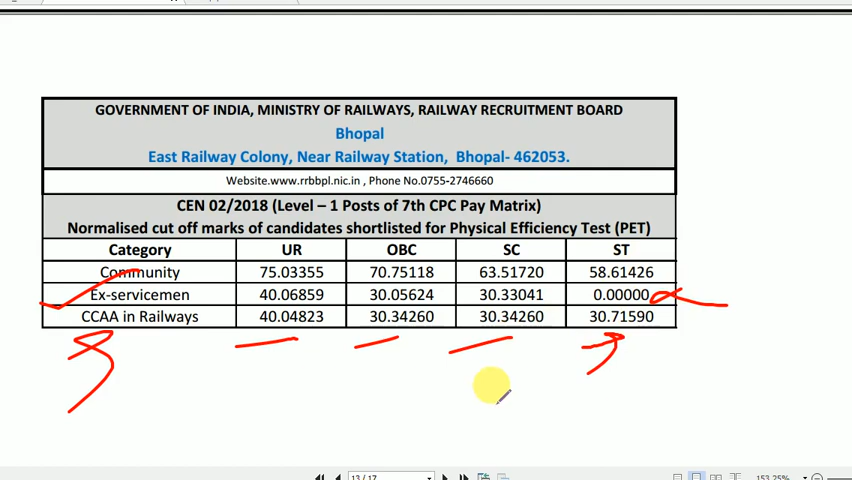 GOVERNMENT OF INDIA, MINISTRY OF RAILWAYS, RAILWAY RECRUITMENT BOARD
Bhopal
East Railway Colony, Near Railway Station, Bhopal- 462053.
Website.www.rrbbpl.nic.in , Phone No.0755-2746660
CEN 02/2018 (Level – 1 Posts of 7th CPC Pay Matrix)
Normalised cut off marks of candidates shortlisted for Physical Efficiency Test (PET)
Category UR OBC SC ST
Community 75.03355 70.75118 63.51720 58.61426
Ex-servicemen 40.06859 30.05624 30.33041 0.00000
CCAA in Railways 40.04823 30.34260 30.34260 30.71590
13 / 17 153.25%